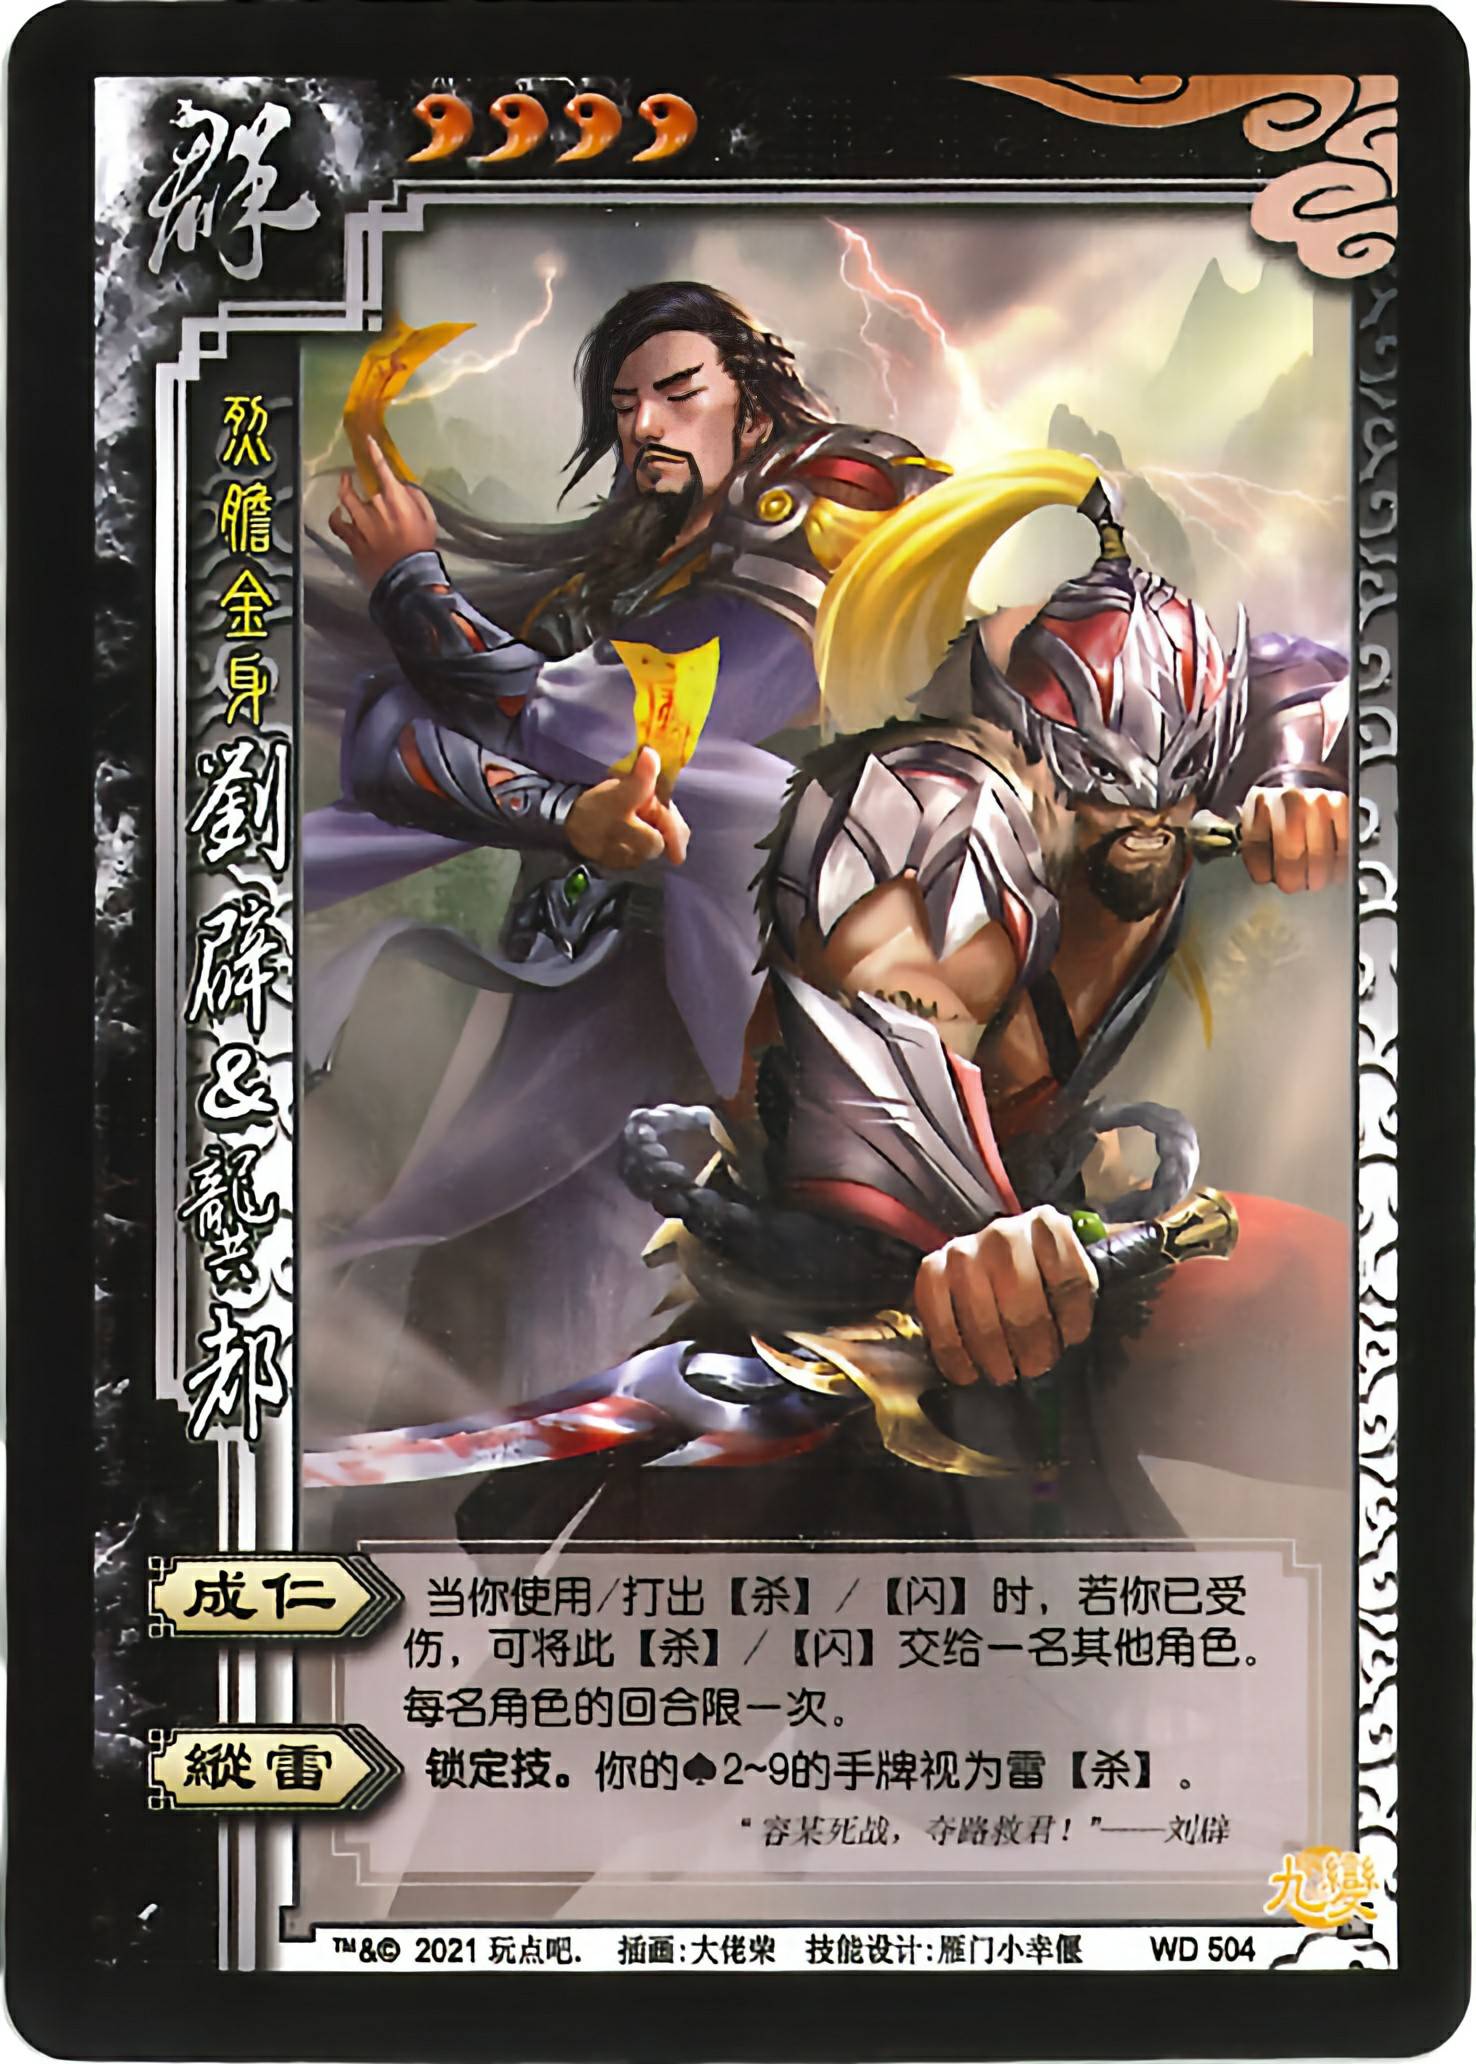 群
烈膽金身
劉辟&龔都
成仁
当你使用/打出【杀】/【闪】时，若你已受
伤，可将此【杀】/【闪】交给一名其他角色。
每名角色的回合限一次。
縱雷
锁定技。你的♠2~9的手牌视为雷【杀】。
“容某死战，夺路救君！”——刘辟
九變
™&© 2021 玩点吧. 插画:大佬荣 技能设计:雁门小幸偃 WD 504